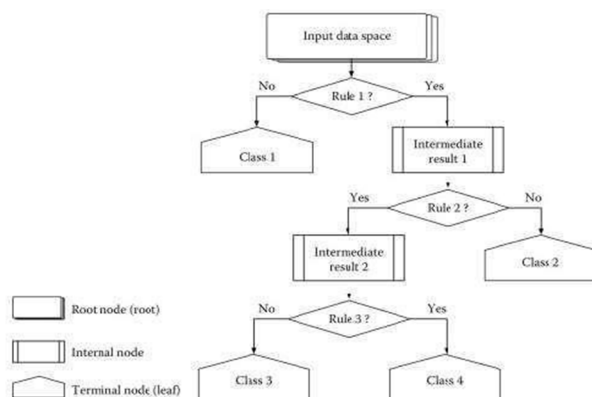 Input data space
No
Rule 1 ?
Yes
Class 1
Intermediate
result 1
Yes
Rule 2 ?
No
Intermediate
result 2
Class 2
Root node (root)
No
Rule 3 ?
Yes
Internal node
Class 3
Class 4
Terminal node (leaf)